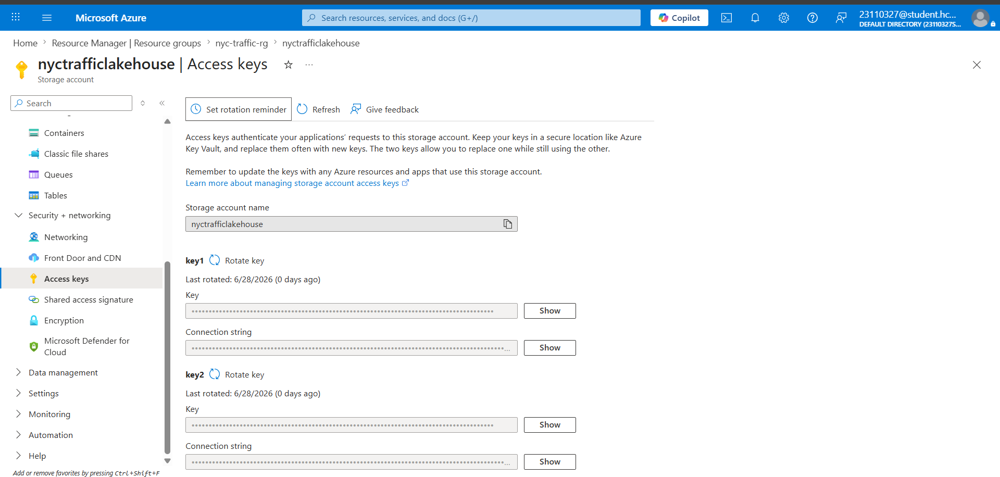 Microsoft Azure
Search resources, services, and docs (G+/)
Copilot
23110327@student.hc...
DEFAULT DIRECTORY (23110327S...
Home > Resource Manager | Resource groups > nyc-traffic-rg > nyctrafficlakehouse
nyctrafficlakehouse | Access keys
Storage account
Search
Containers
Classic file shares
Queues
Tables
Security + networking
Networking
Front Door and CDN
Access keys
Shared access signature
Encryption
Microsoft Defender for
Cloud
Data management
Settings
Monitoring
Automation
Help
Add or remove favorites by pressing Ctrl+Shift+F
Set rotation reminder
Refresh
Give feedback
Access keys authenticate your applications' requests to this storage account. Keep your keys in a secure location like Azure
Key Vault, and replace them often with new keys. The two keys allow you to replace one while still using the other.
Remember to update the keys with any Azure resources and apps that use this storage account.
Learn more about managing storage account access keys
Storage account name
nyctrafficlakehouse
key1 Rotate key
Last rotated: 6/28/2026 (0 days ago)
Key
Show
Connection string
Show
key2 Rotate key
Last rotated: 6/28/2026 (0 days ago)
Key
Show
Connection string
Show